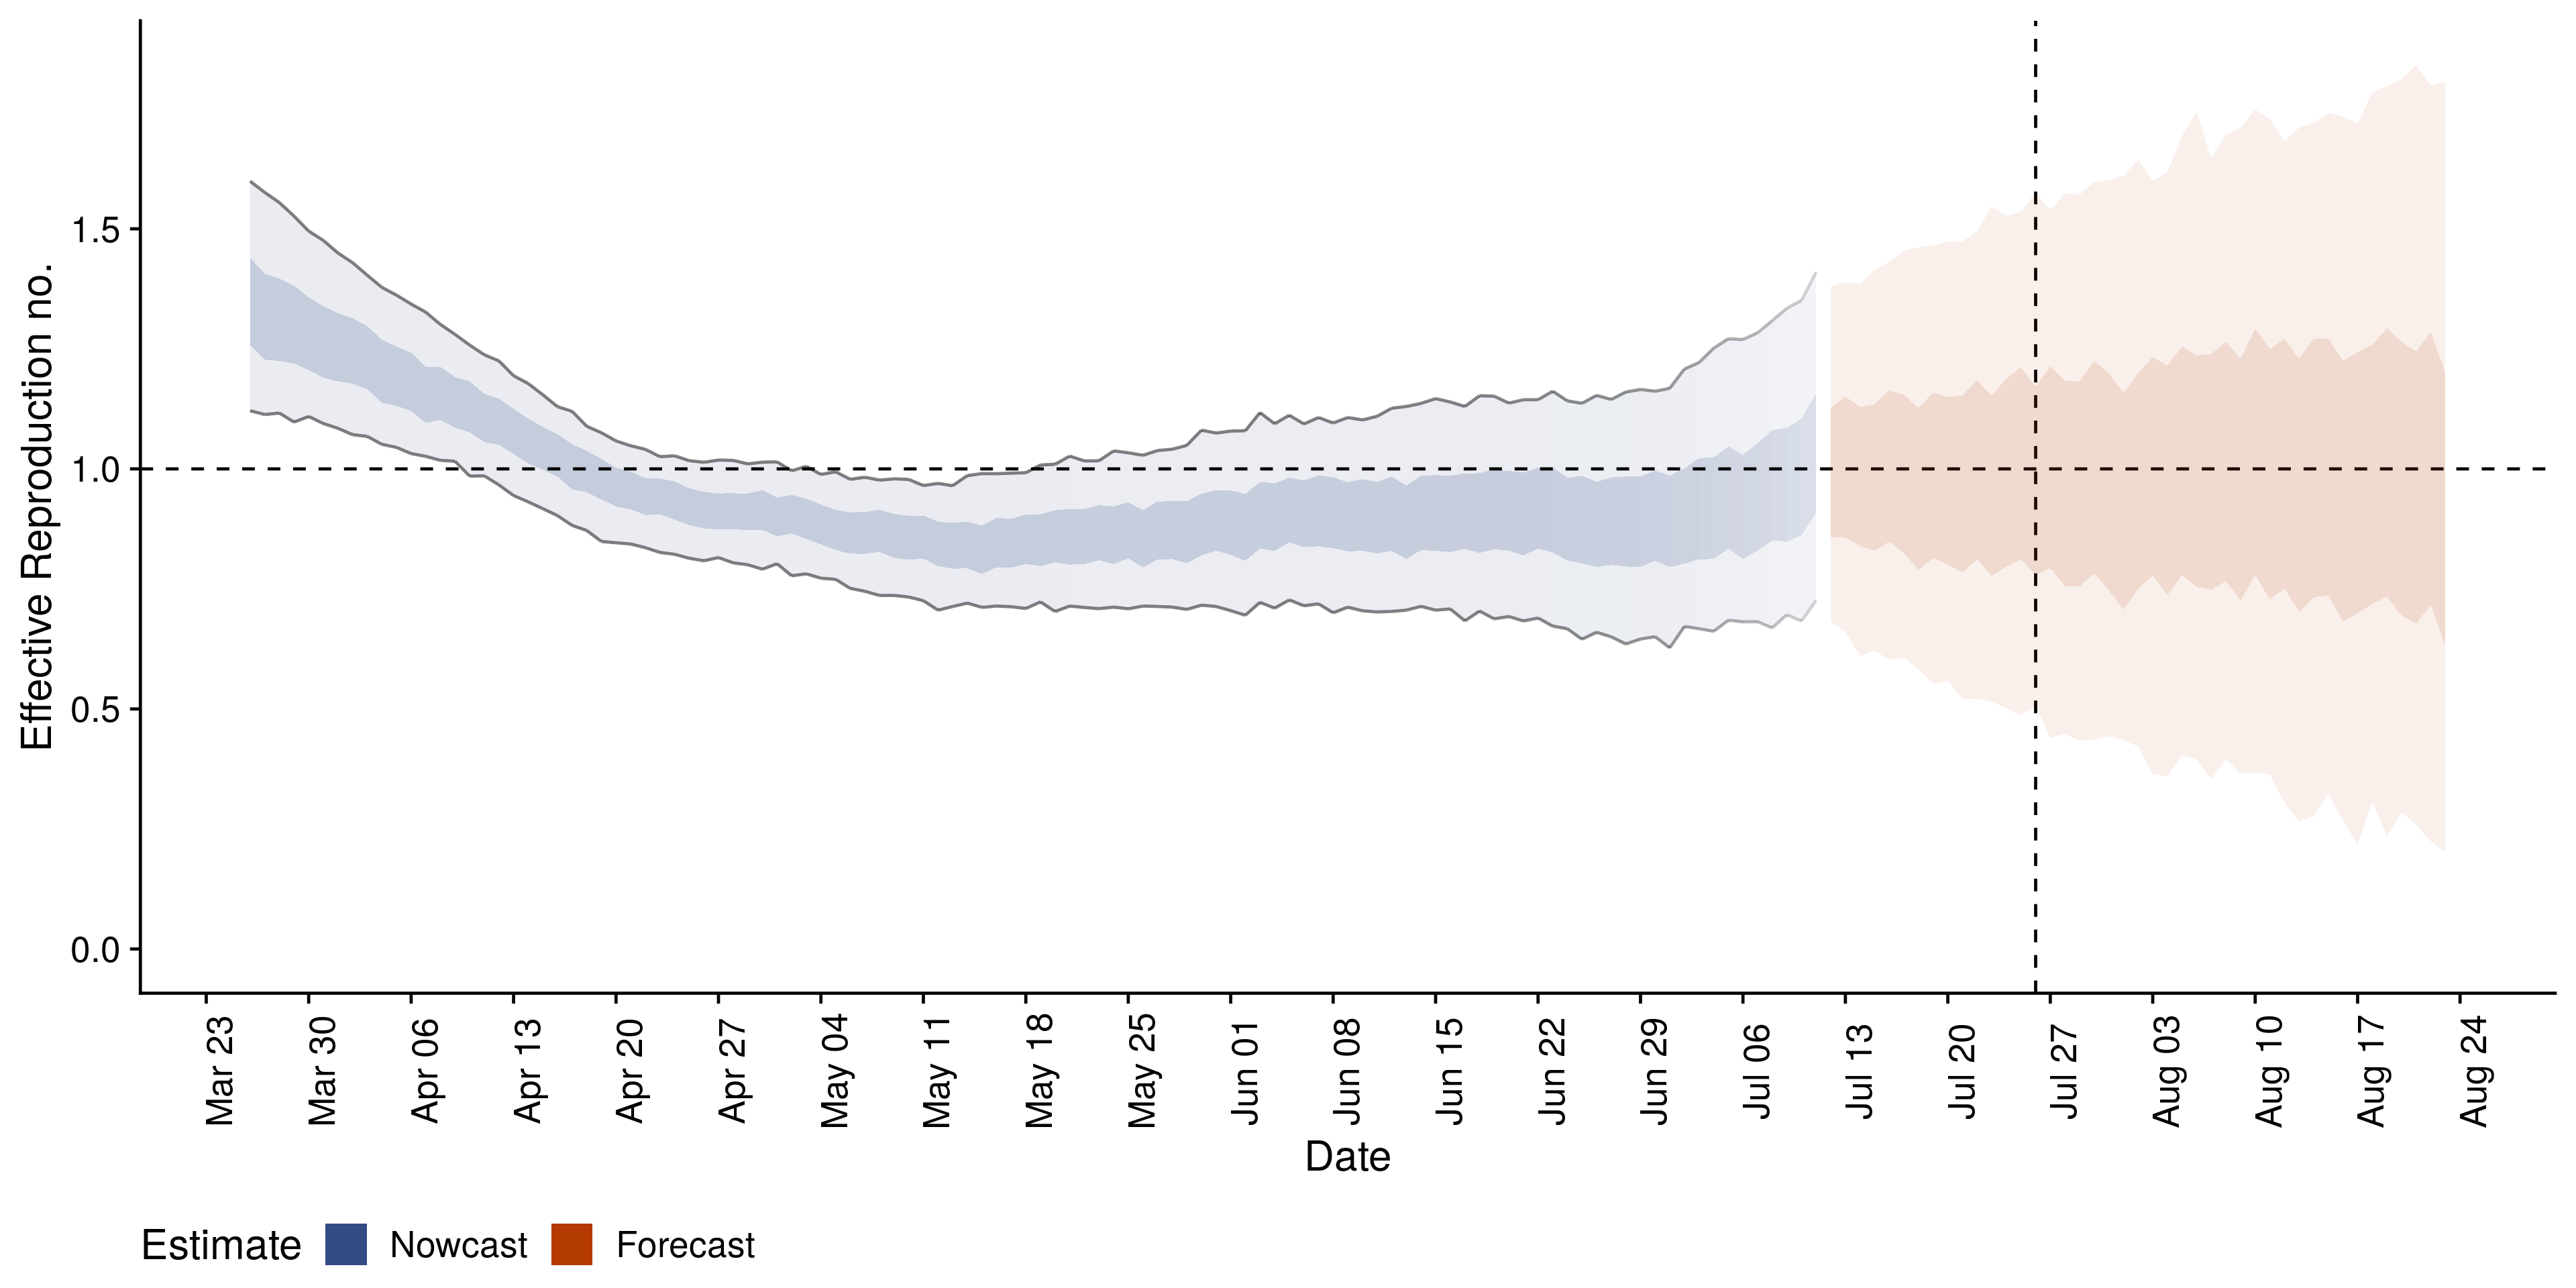 Effective Reproduction no.
1.5
1.0
0.5
0.0
Mar 23
Mar 30
Apr 06
Apr 13
Apr 20
Apr 27
May 04
May 11
May 18
May 25
Jun 01
Jun 08
Jun 15
Jun 22
Jun 29
Jul 06
Jul 13
Jul 20
Jul 27
Aug 03
Aug 10
Aug 17
Aug 24
Date
Estimate Nowcast Forecast